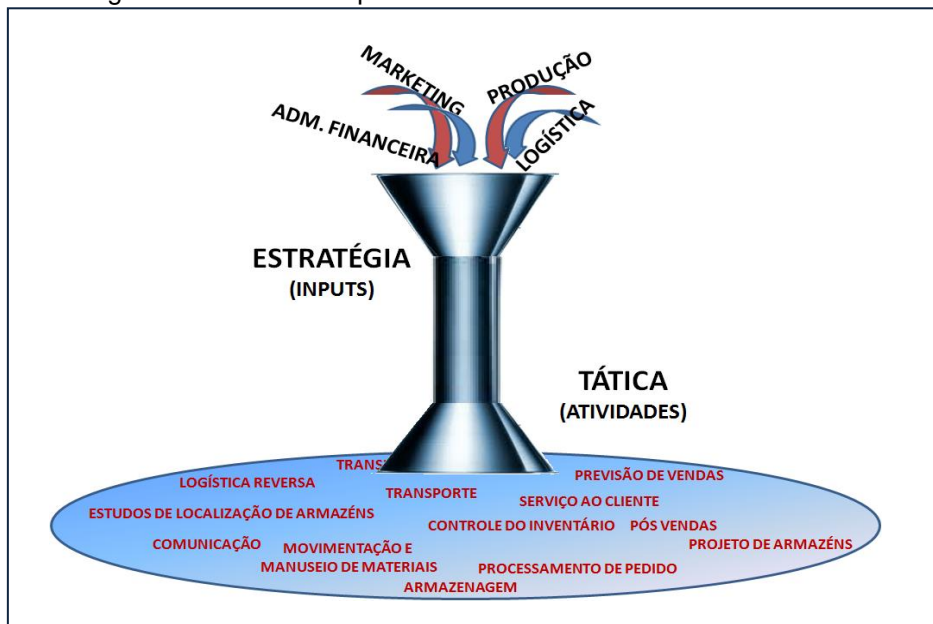 MARKETING
PRODUÇÃO
ADM. FINANCEIRA
LOGÍSTICA
ESTRATÉGIA
(INPUTS)
TÁTICA
(ATIVIDADES)
PREVISÃO DE VENDAS
LOGÍSTICA REVERSA
TRANSPORTE
SERVIÇO AO CLIENTE
ESTUDOS DE LOCALIZAÇÃO DE ARMAZÉNS
CONTROLE DO INVENTÁRIO
PÓS VENDAS
COMUNICAÇÃO
MOVIMENTAÇÃO E
MANUSEIO DE MATERIAIS
PROJETO DE ARMAZÉNS
PROCESSAMENTO DE PEDIDO
ARMAZENAGEM